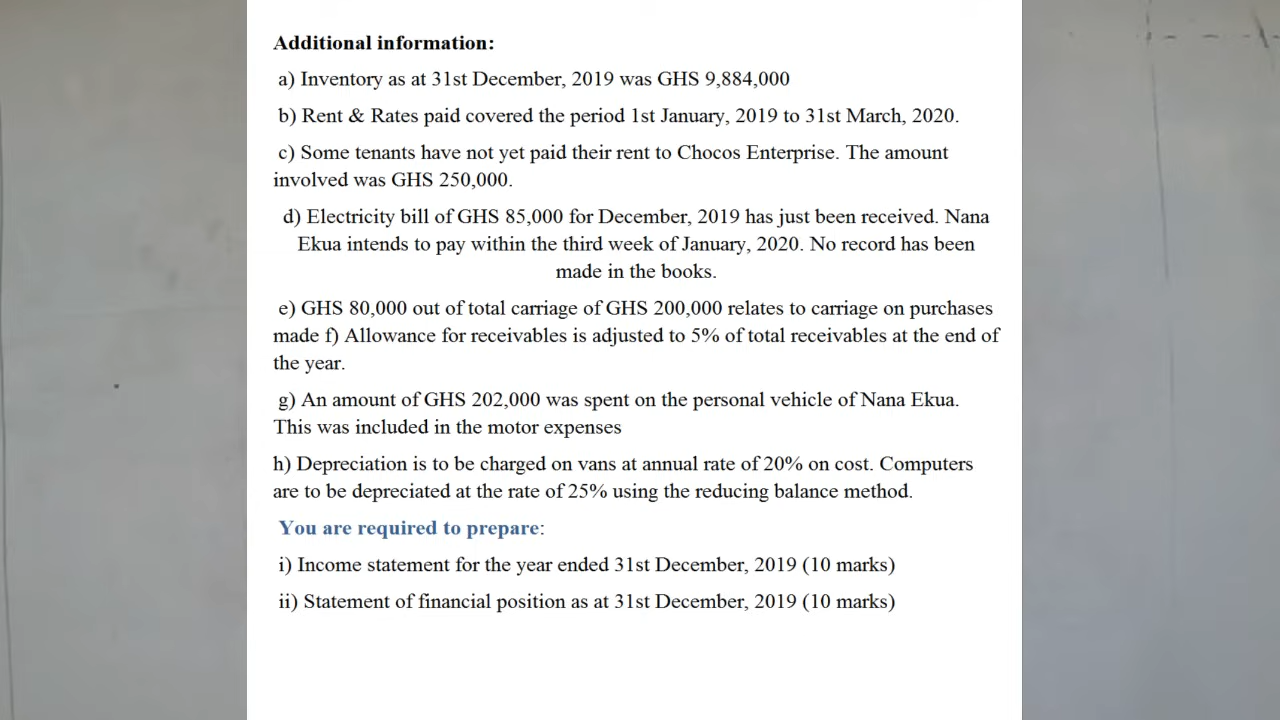 Additional information:
a) Inventory as at 31st December, 2019 was GHS 9,884,000
b) Rent & Rates paid covered the period 1st January, 2019 to 31st March, 2020.
c) Some tenants have not yet paid their rent to Chocos Enterprise. The amount
involved was GHS 250,000.
d) Electricity bill of GHS 85,000 for December, 2019 has just been received. Nana
Ekua intends to pay within the third week of January, 2020. No record has been
made in the books.
e) GHS 80,000 out of total carriage of GHS 200,000 relates to carriage on purchases
made f) Allowance for receivables is adjusted to 5% of total receivables at the end of
the year.
g) An amount of GHS 202,000 was spent on the personal vehicle of Nana Ekua.
This was included in the motor expenses
h) Depreciation is to be charged on vans at annual rate of 20% on cost. Computers
are to be depreciated at the rate of 25% using the reducing balance method.
You are required to prepare:
i) Income statement for the year ended 31st December, 2019 (10 marks)
ii) Statement of financial position as at 31st December, 2019 (10 marks)